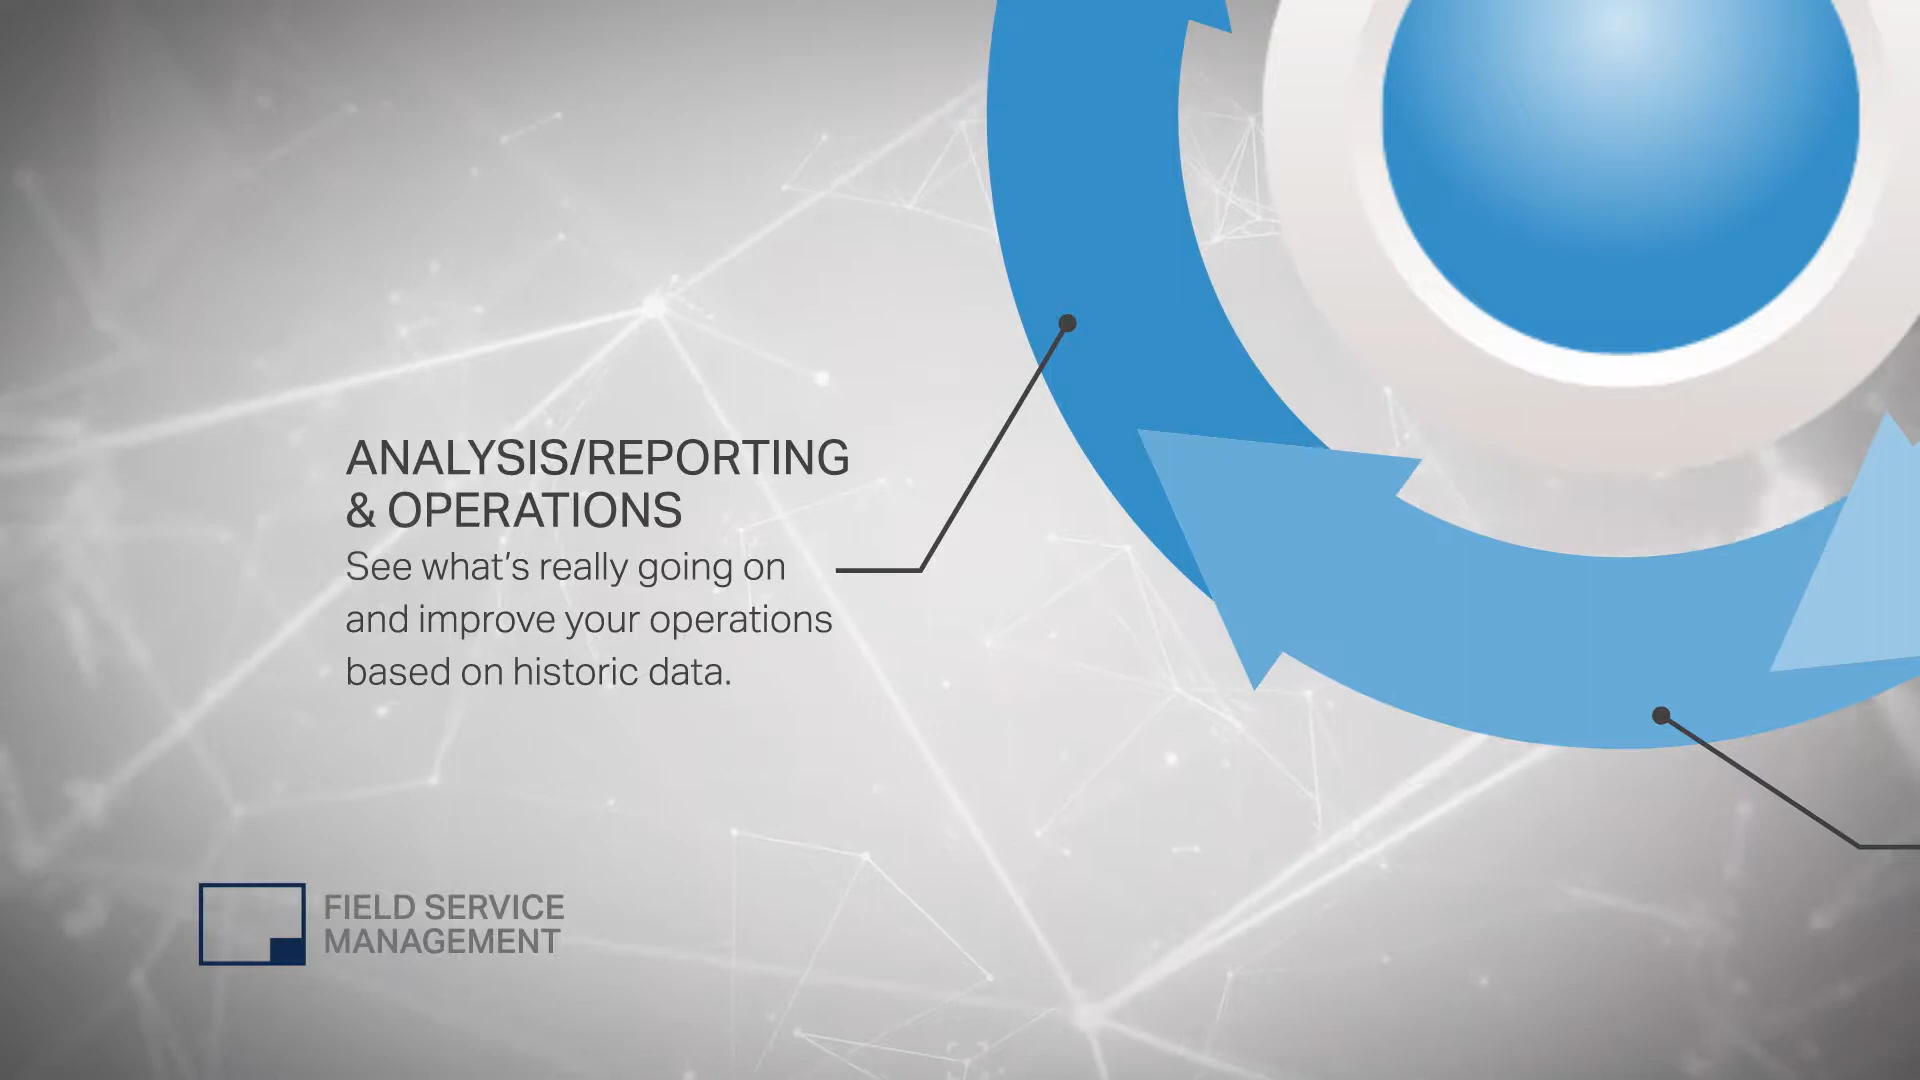 ANALYSIS/REPORTING
& OPERATIONS
See what’s really going on
and improve your operations
based on historic data.
FIELD SERVICE
MANAGEMENT